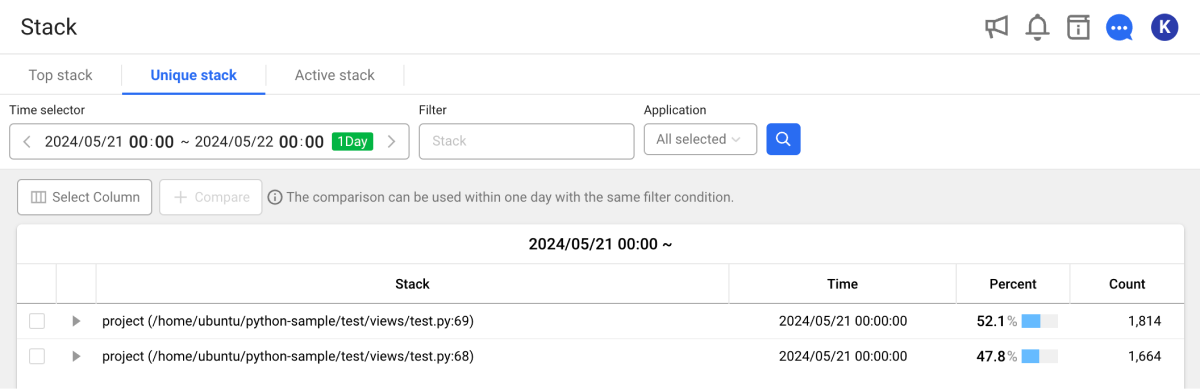 Stack
K
Top stack
Unique stack
Active stack
Time selector
Filter
Application
2024/05/21 00:00 ~ 2024/05/22 00:00 1Day
Stack
All selected
Select Column
+ Compare
The comparison can be used within one day with the same filter condition.
2024/05/21 00:00 ~
Stack Time Percent Count
project (/home/ubuntu/python-sample/test/views/test.py:69) 2024/05/21 00:00:00 52.1% 1,814
project (/home/ubuntu/python-sample/test/views/test.py:68) 2024/05/21 00:00:00 47.8% 1,664